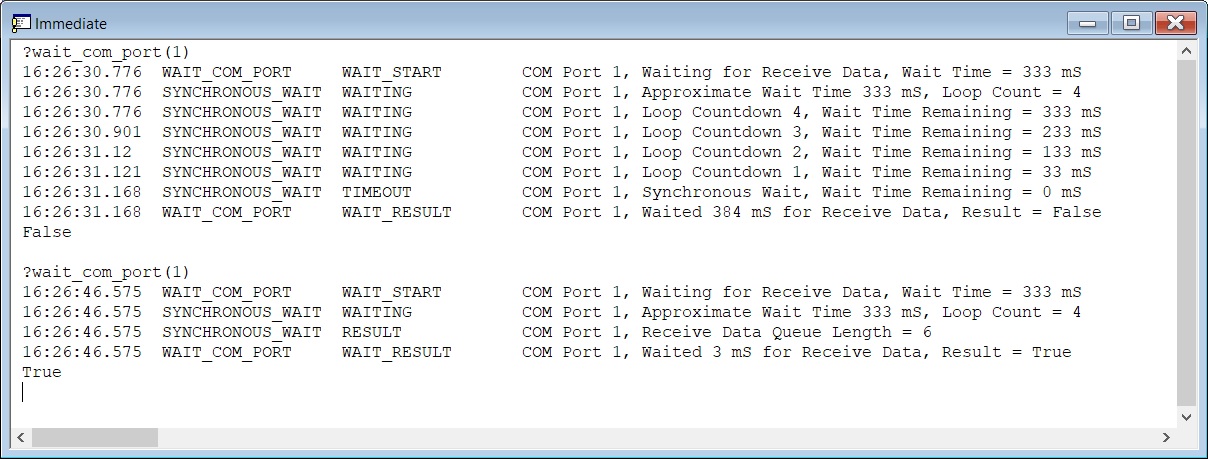 Immediate
?wait_com_port(1)
16:26:30.776  WAIT_COM_PORT     WAIT_START        COM Port 1, Waiting for Receive Data, Wait Time = 333 mS
16:26:30.776  SYNCHRONOUS_WAIT  WAITING           COM Port 1, Approximate Wait Time 333 mS, Loop Count = 4
16:26:30.776  SYNCHRONOUS_WAIT  WAITING           COM Port 1, Loop Countdown 4, Wait Time Remaining = 333 mS
16:26:30.901  SYNCHRONOUS_WAIT  WAITING           COM Port 1, Loop Countdown 3, Wait Time Remaining = 233 mS
16:26:31.12   SYNCHRONOUS_WAIT  WAITING           COM Port 1, Loop Countdown 2, Wait Time Remaining = 133 mS
16:26:31.121  SYNCHRONOUS_WAIT  WAITING           COM Port 1, Loop Countdown 1, Wait Time Remaining = 33 mS
16:26:31.168  SYNCHRONOUS_WAIT  TIMEOUT           COM Port 1, Synchronous Wait, Wait Time Remaining = 0 mS
16:26:31.168  WAIT_COM_PORT     WAIT_RESULT       COM Port 1, Waited 384 mS for Receive Data, Result = False
False
?wait_com_port(1)
16:26:46.575  WAIT_COM_PORT     WAIT_START        COM Port 1, Waiting for Receive Data, Wait Time = 333 mS
16:26:46.575  SYNCHRONOUS_WAIT  WAITING           COM Port 1, Approximate Wait Time 333 mS, Loop Count = 4
16:26:46.575  SYNCHRONOUS_WAIT  RESULT            COM Port 1, Receive Data Queue Length = 6
16:26:46.575  WAIT_COM_PORT     WAIT_RESULT       COM Port 1, Waited 3 mS for Receive Data, Result = True
True